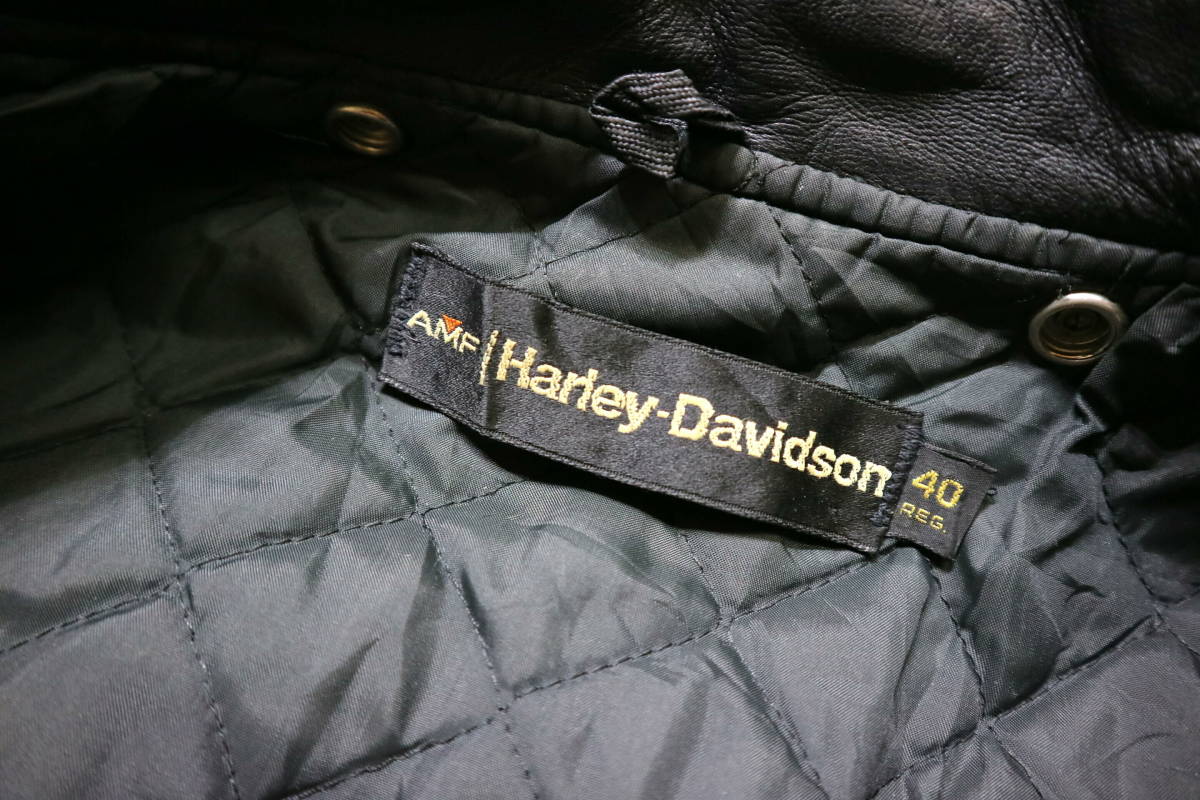 AMF | Harley-Davidson
40
REG.